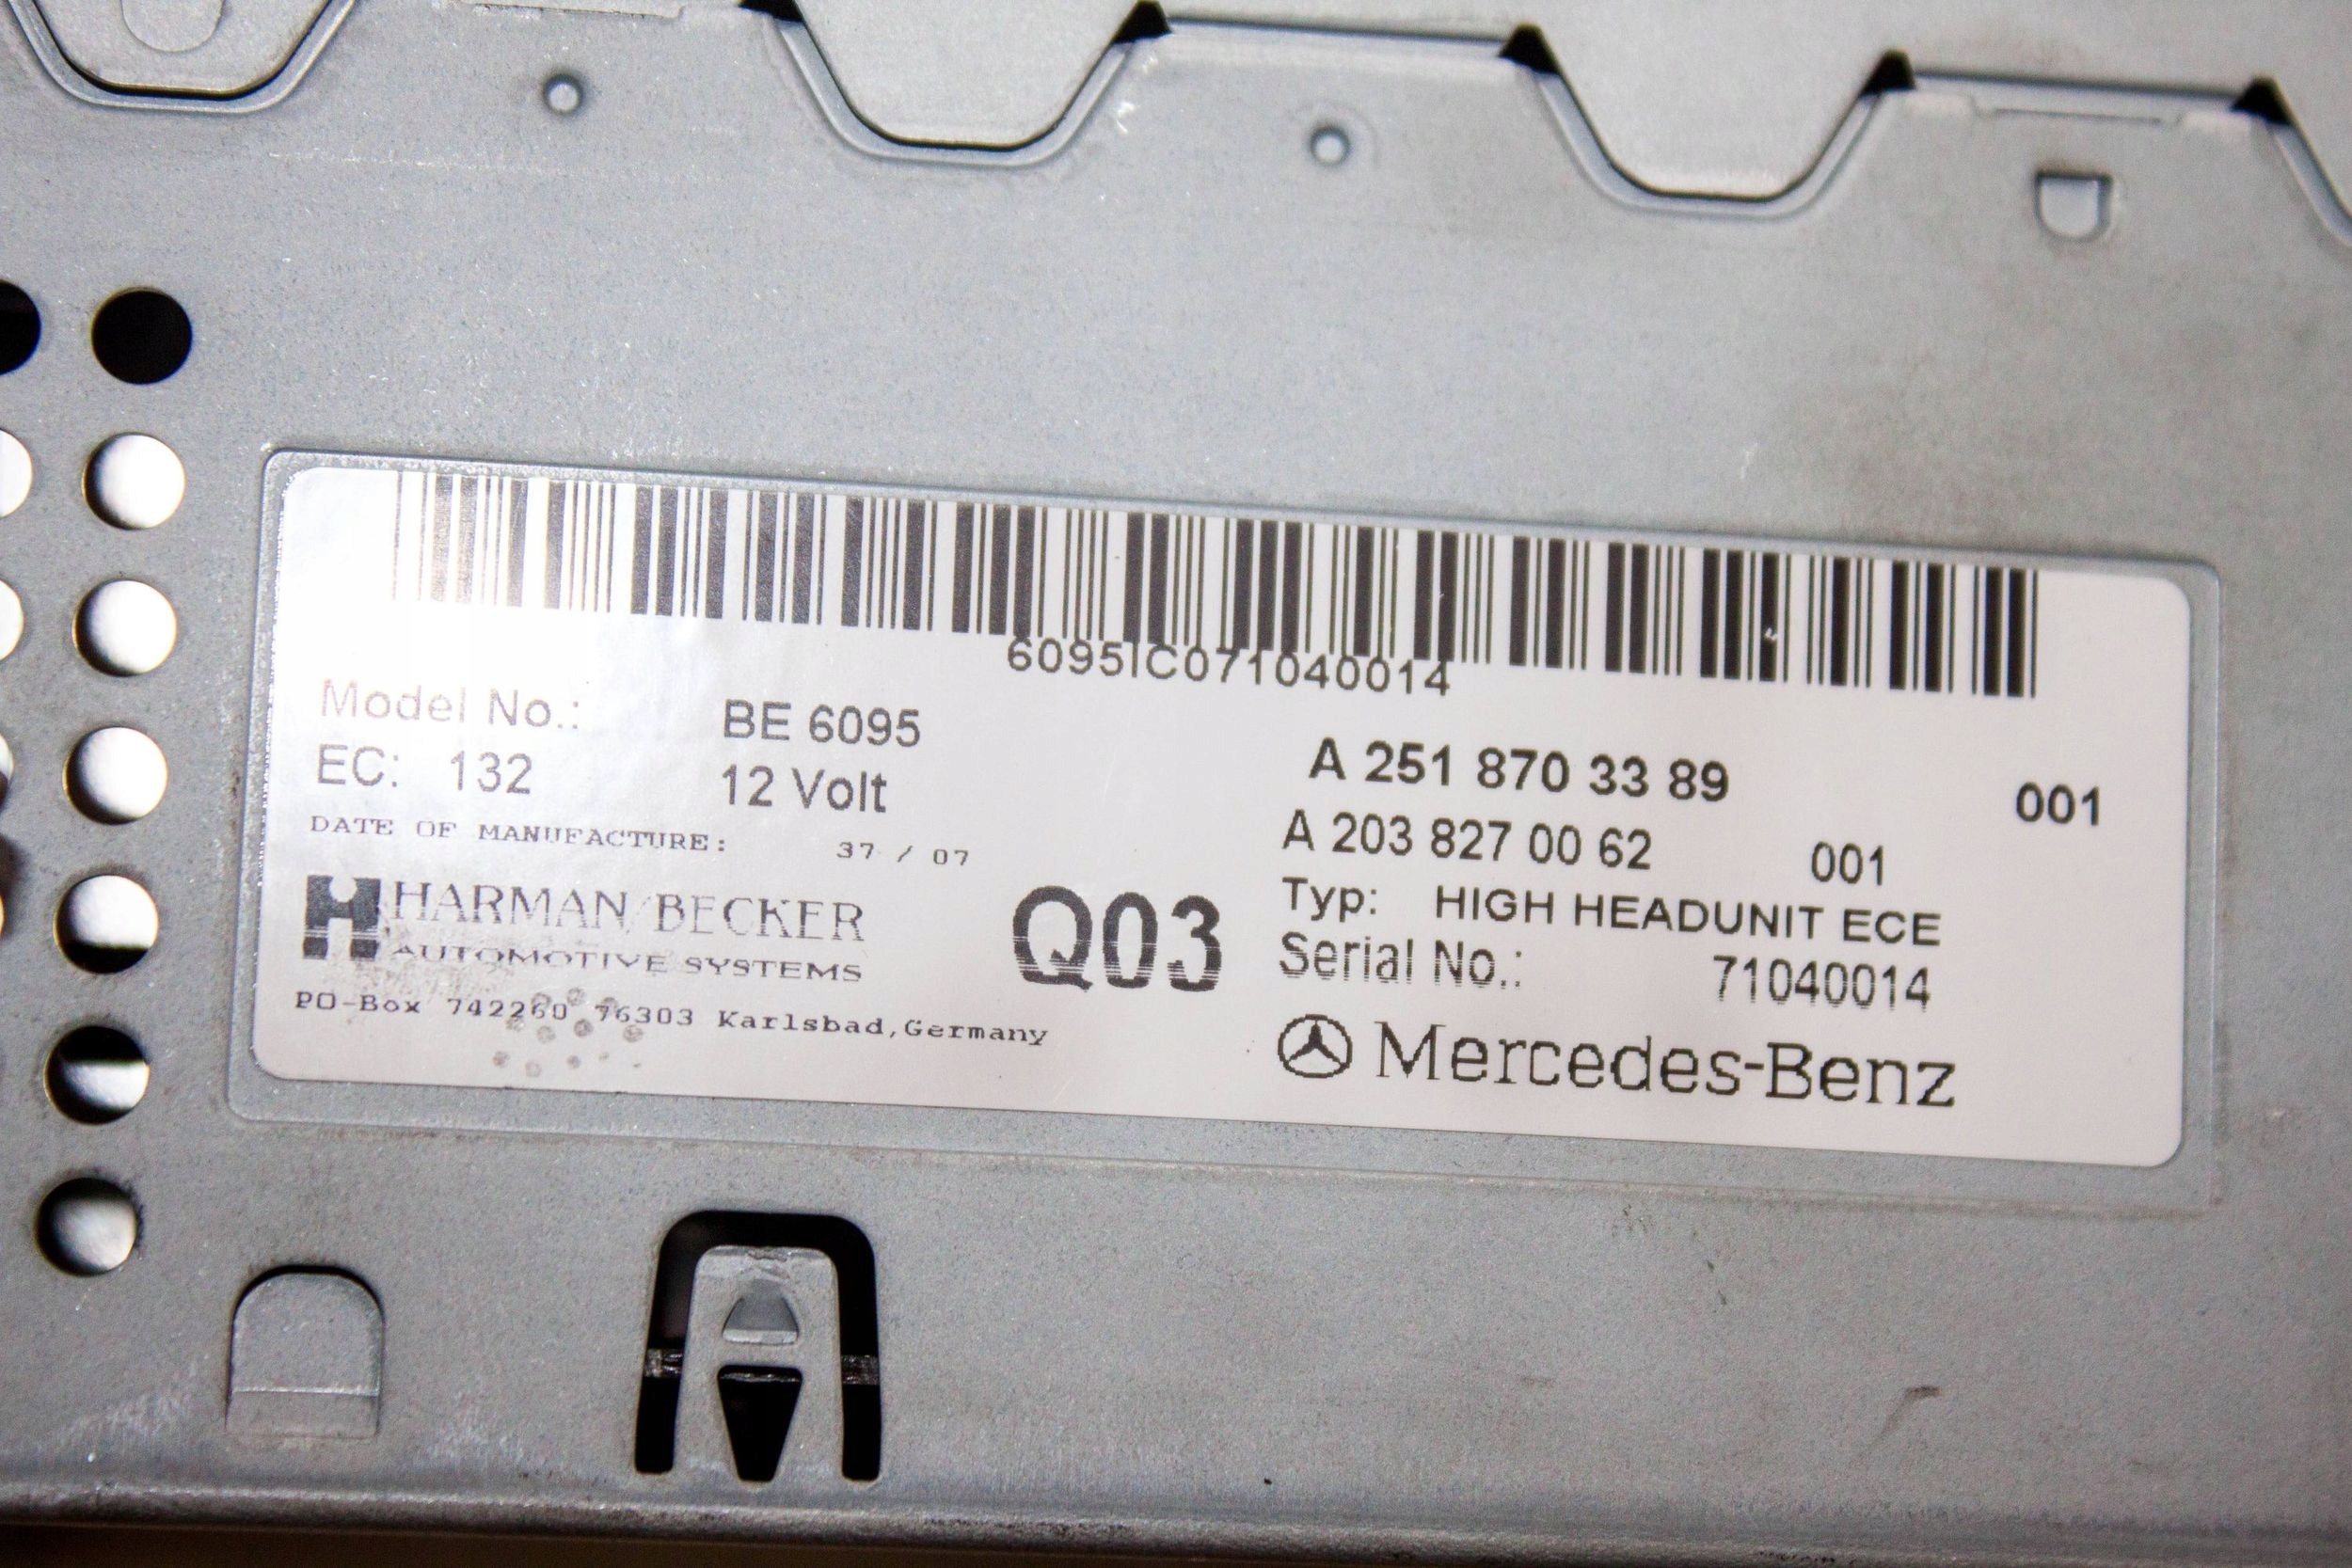 6095IC071040014
Model No.: BE 6095
EC: 132 12 Volt
DATE OF MANUFACTURE: 37 / 07
HARMAN/BECKER
AUTOMOTIVE SYSTEMS
PO-Box 742260 76303 Karlsbad,Germany
Q03
A 251 870 33 89 001
A 203 827 00 62 001
Typ: HIGH HEADUNIT ECE
Serial No.: 71040014
Mercedes-Benz